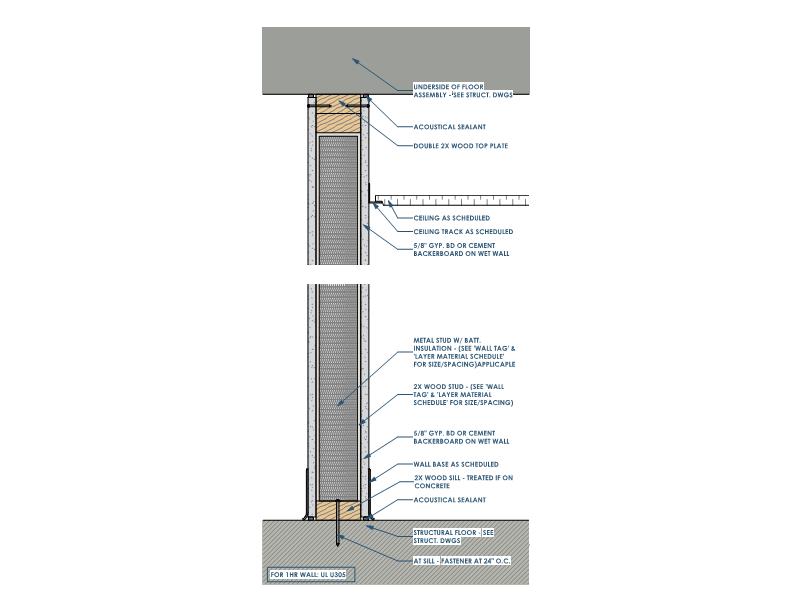 UNDERSIDE OF FLOOR
ASSEMBLY - SEE STRUCT. DWGS
ACOUSTICAL SEALANT
DOUBLE 2X WOOD TOP PLATE
CEILING AS SCHEDULED
CEILING TRACK AS SCHEDULED
5/8" GYP. BD OR CEMENT
BACKERBOARD ON WET WALL
METAL STUD W/ BATT.
INSULATION - (SEE 'WALL TAG' &
'LAYER MATERIAL SCHEDULE'
FOR SIZE/SPACING)APPLICAPLE
2X WOOD STUD - (SEE 'WALL
TAG' & 'LAYER MATERIAL
SCHEDULE' FOR SIZE/SPACING)
5/8" GYP. BD OR CEMENT
BACKERBOARD ON WET WALL
WALL BASE AS SCHEDULED
2X WOOD SILL - TREATED IF ON
CONCRETE
ACOUSTICAL SEALANT
STRUCTURAL FLOOR - SEE
STRUCT. DWGS
AT SILL - FASTENER AT 24" O.C.
FOR 1HR WALL: UL U305